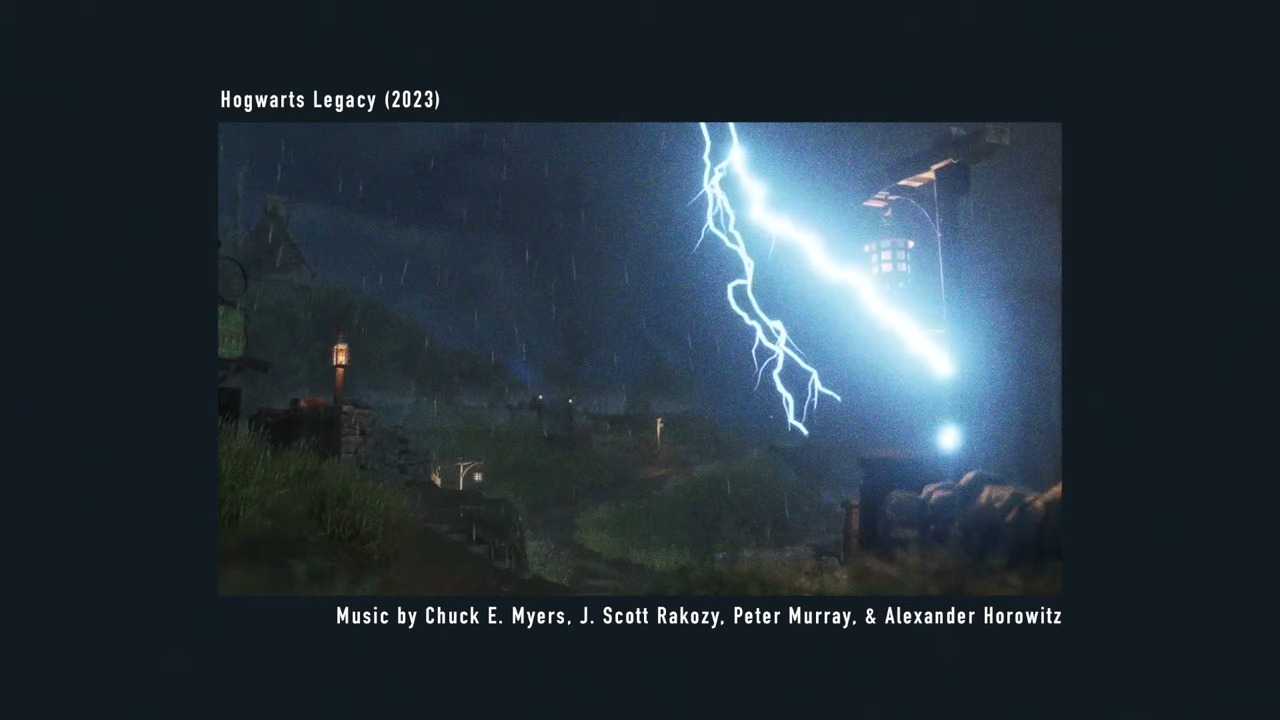 Hogwarts Legacy (2023)
Music by Chuck E. Myers, J. Scott Rakozy, Peter Murray, & Alexander Horowitz